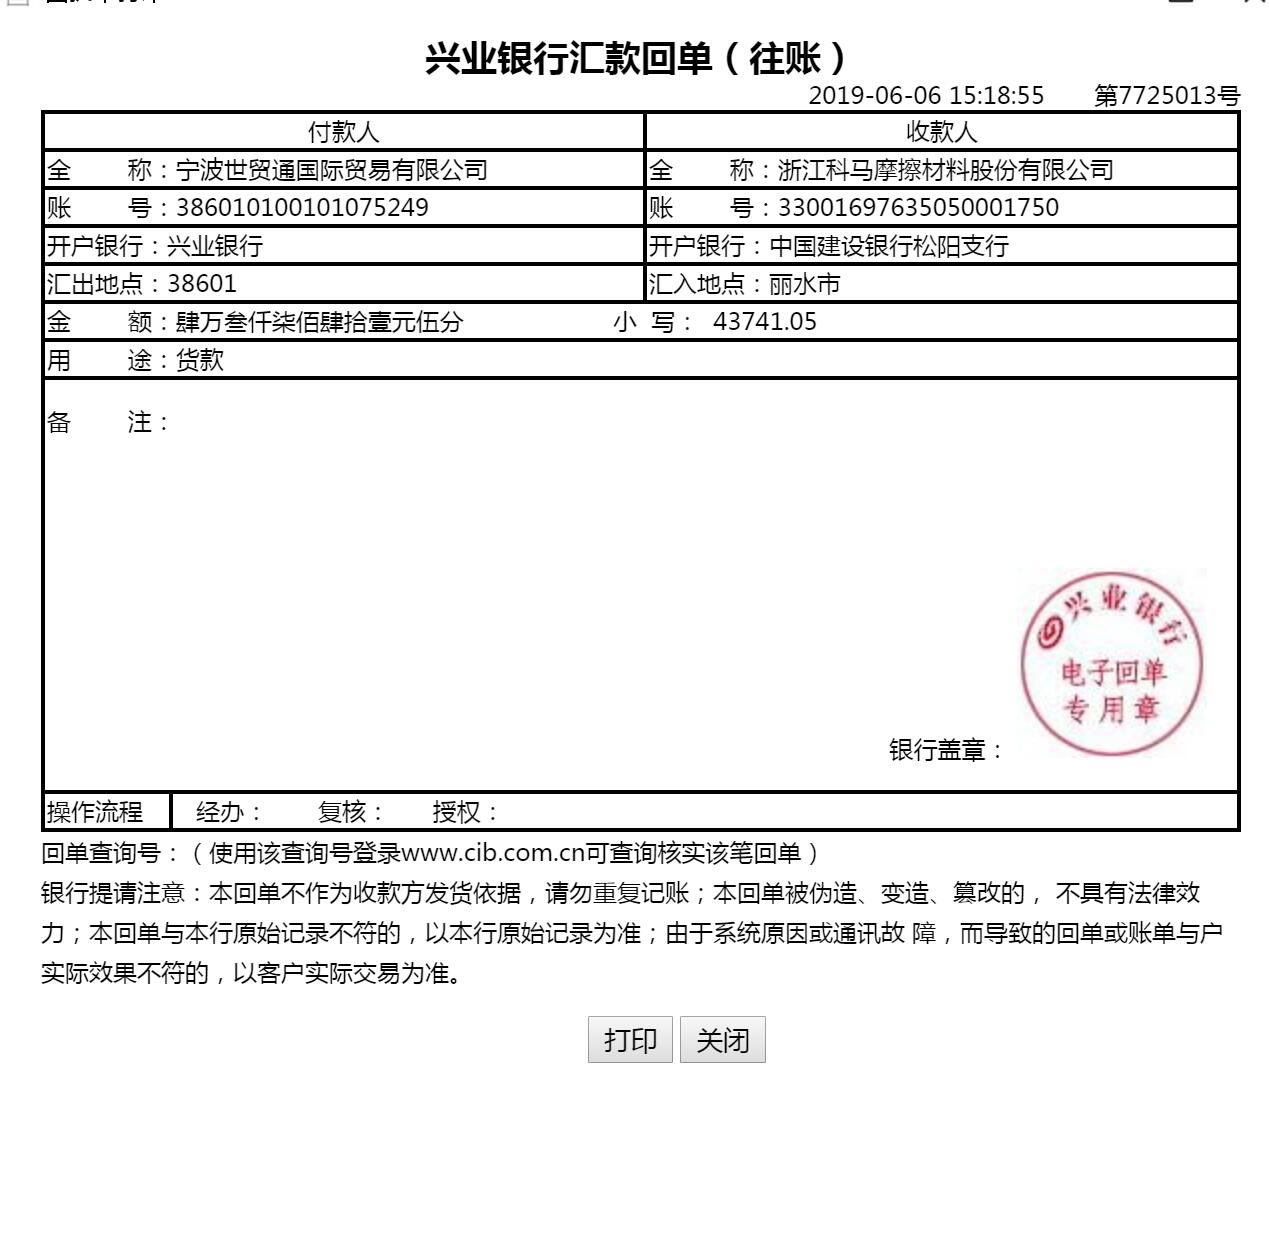 兴业银行汇款回单（往账）
2019-06-06 15:18:55 第7725013号
付款人 收款人
全 称：宁波世贸通国际贸易有限公司 全 称：浙江科马摩擦材料股份有限公司
账 号：386010100101075249 账 号：33001697635050001750
开户银行：兴业银行 开户银行：中国建设银行松阳支行
汇出地点：38601 汇入地点：丽水市
金 额：肆万叁仟柒佰肆拾壹元伍分 小 写： 43741.05
用 途：货款
备 注：
兴业银行
电子回单
专用章
银行盖章：
操作流程 经办： 复核： 授权：
回单查询号：（使用该查询号登录www.cib.com.cn可查询核实该笔回单）
银行提请注意：本回单不作为收款方发货依据，请勿重复记账；本回单被伪造、变造、篡改的， 不具有法律效
力；本回单与本行原始记录不符的，以本行原始记录为准；由于系统原因或通讯故 障，而导致的回单或账单与户
实际效果不符的，以客户实际交易为准。
打印 关闭